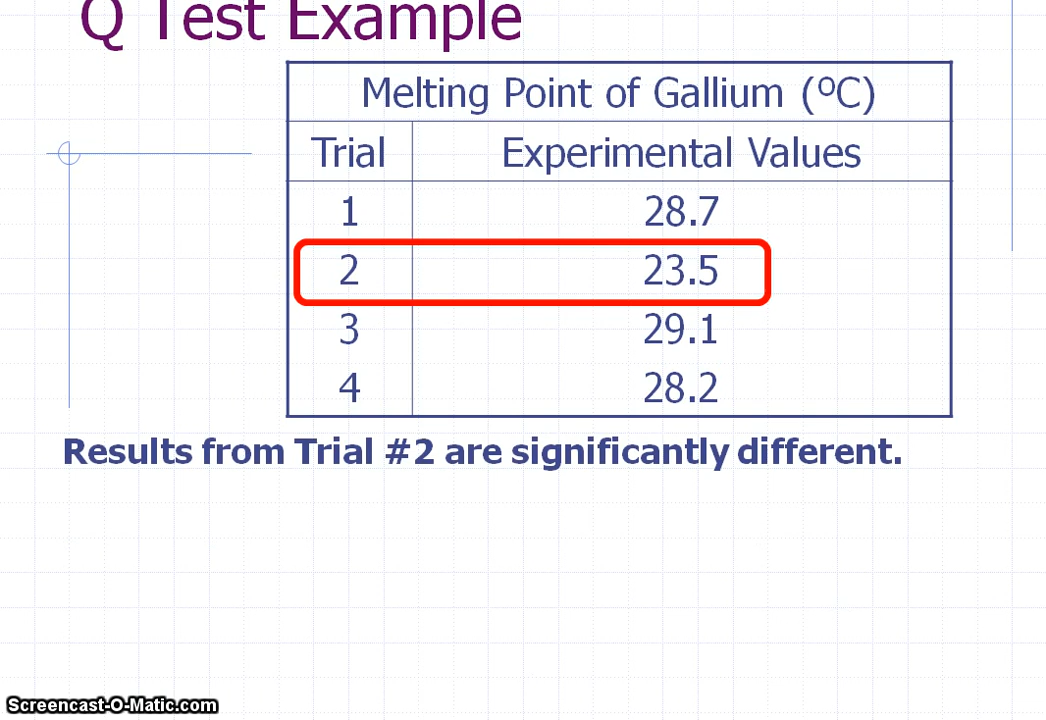 Q Test Example
Melting Point of Gallium (ºC)
Trial Experimental Values
1 28.7
2 23.5
3 29.1
4 28.2
Results from Trial #2 are significantly different.
Screencast-O-Matic.com